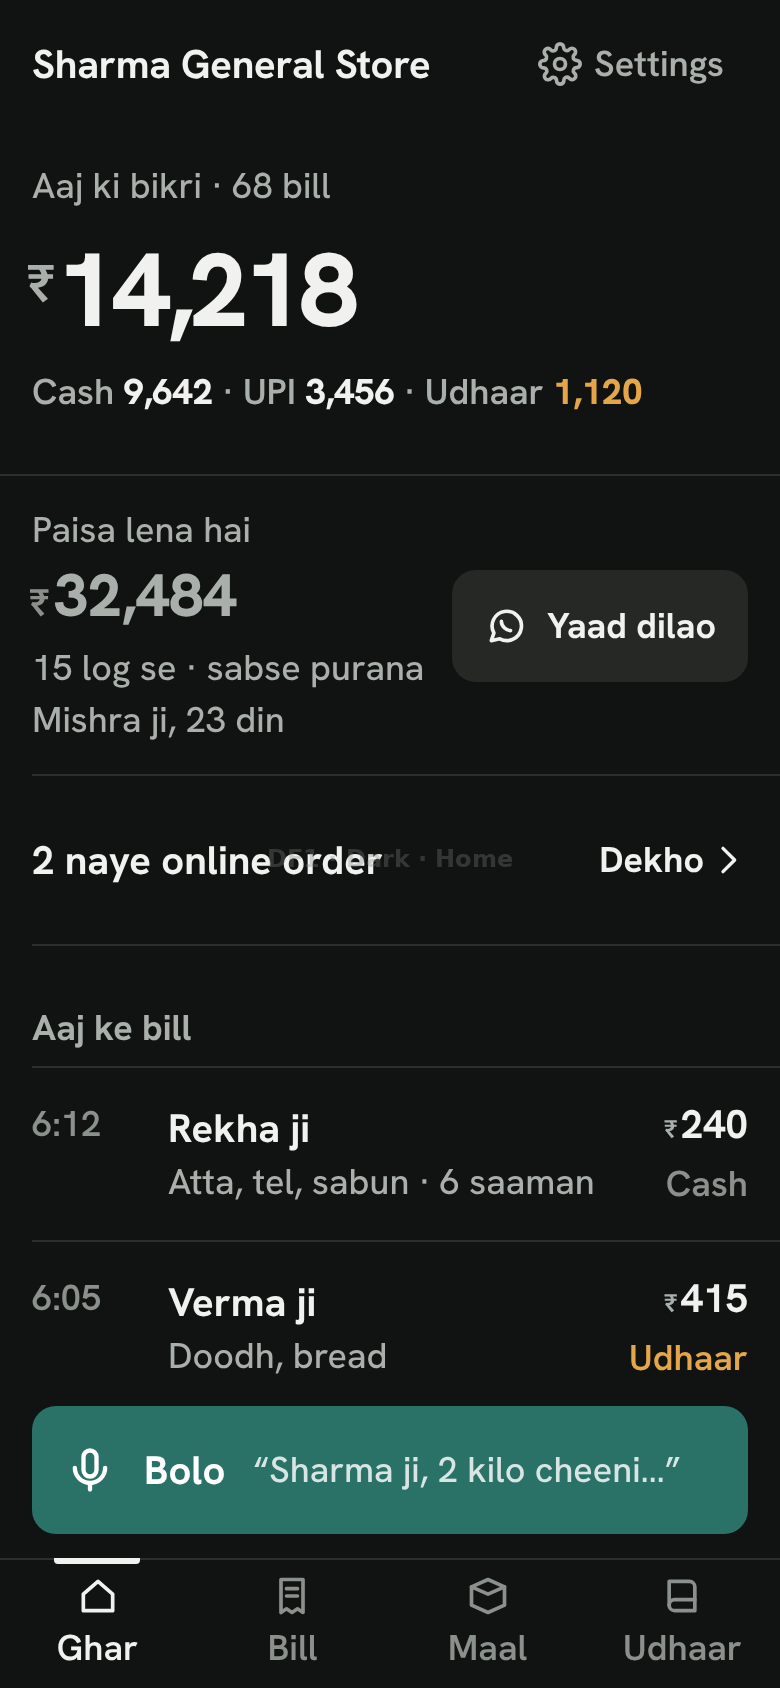 Sharma General Store
Settings
Aaj ki bikri · 68 bill
₹14,218
Cash 9,642 · UPI 3,456 · Udhaar 1,120
Paisa lena hai
₹32,484
15 log se · sabse purana
Mishra ji, 23 din
Yaad dilao
2 naye online order
· Home
Dekho
Aaj ke bill
6:12 Rekha ji ₹240
Atta, tel, sabun · 6 saaman Cash
6:05 Verma ji ₹415
Doodh, bread Udhaar
Bolo “Sharma ji, 2 kilo cheeni...”
Ghar Bill Maal Udhaar